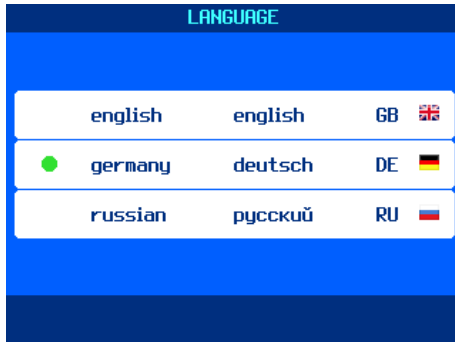 LANGUAGE
english english GB
germany deutsch DE
russian русский RU